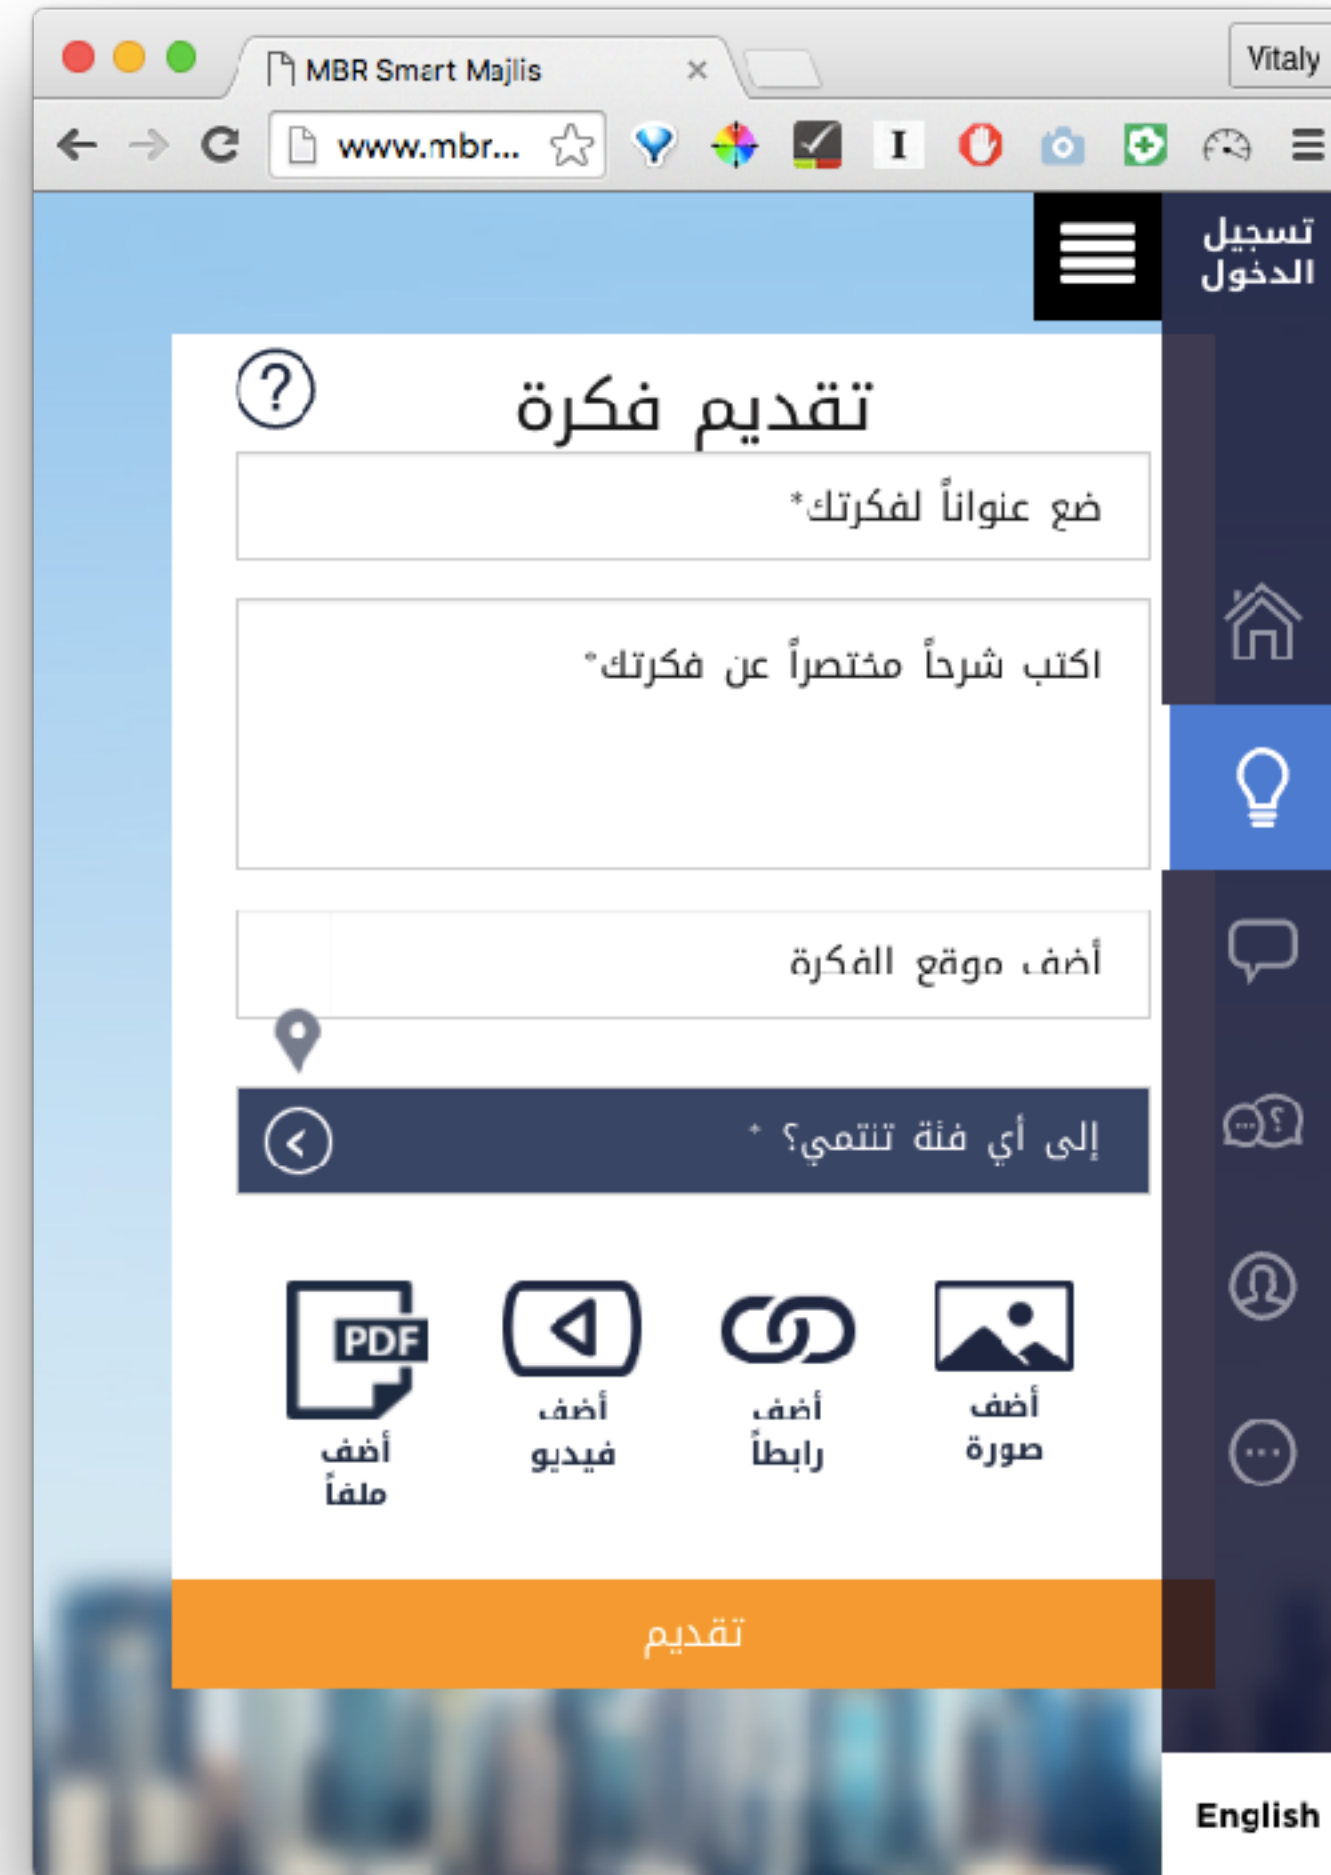 MBR Smart Majlis
Vitaly
www.mbr...
تسجيل
الدخول
تقديم فكرة
ضع عنواناً لفكرتك*
اكتب شرحاً مختصراً عن فكرتك*
أضف موقع الفكرة
إلى أي فئة تنتمي؟ *
أضف
صورة
أضف
رابطاً
أضف
فيديو
PDF
أضف
ملفاً
تقديم
English